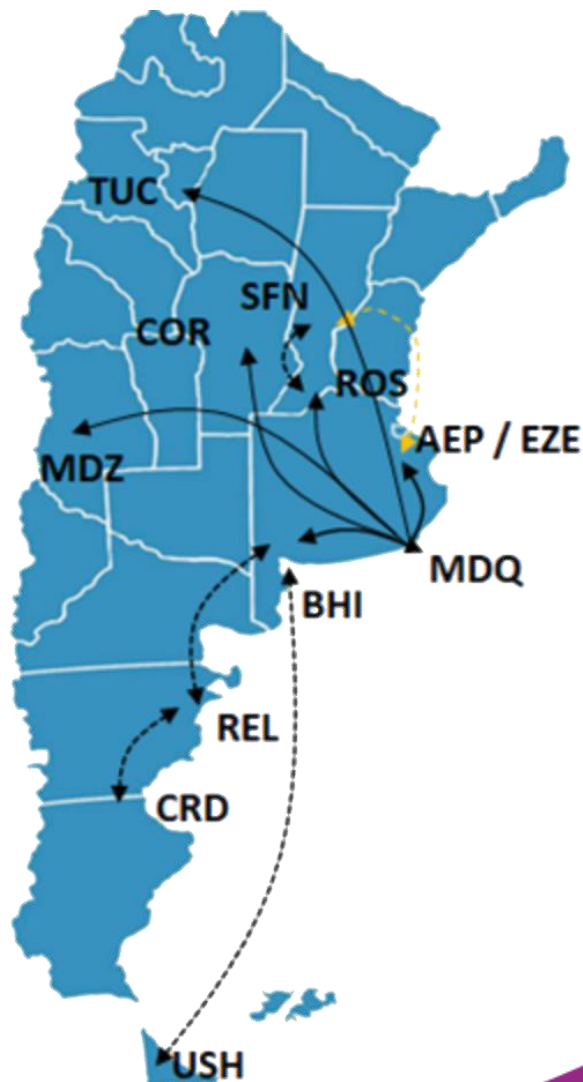 TUC
SFN
COR
ROS
AEP / EZE
MDZ
MDQ
BHI
REL
CRD
USH